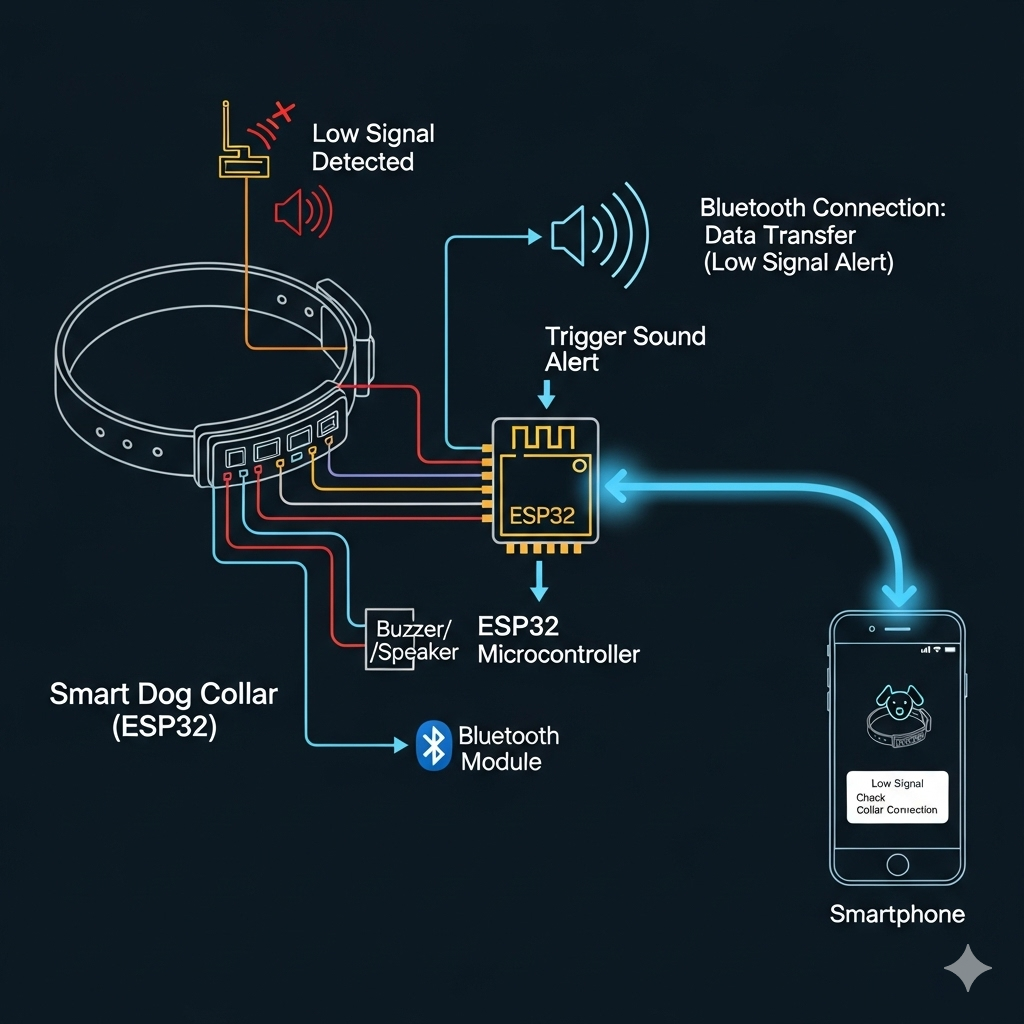 Low Signal
Detected
Bluetooth Connection:
Data Transfer
(Low Signal Alert)
Trigger Sound
Alert
ESP32
Buzzer/
/Speaker
ESP32
Microcontroller
Smart Dog Collar
(ESP32)
Bluetooth
Module
Low Signal
Chack
Collar Connection
Smartphone